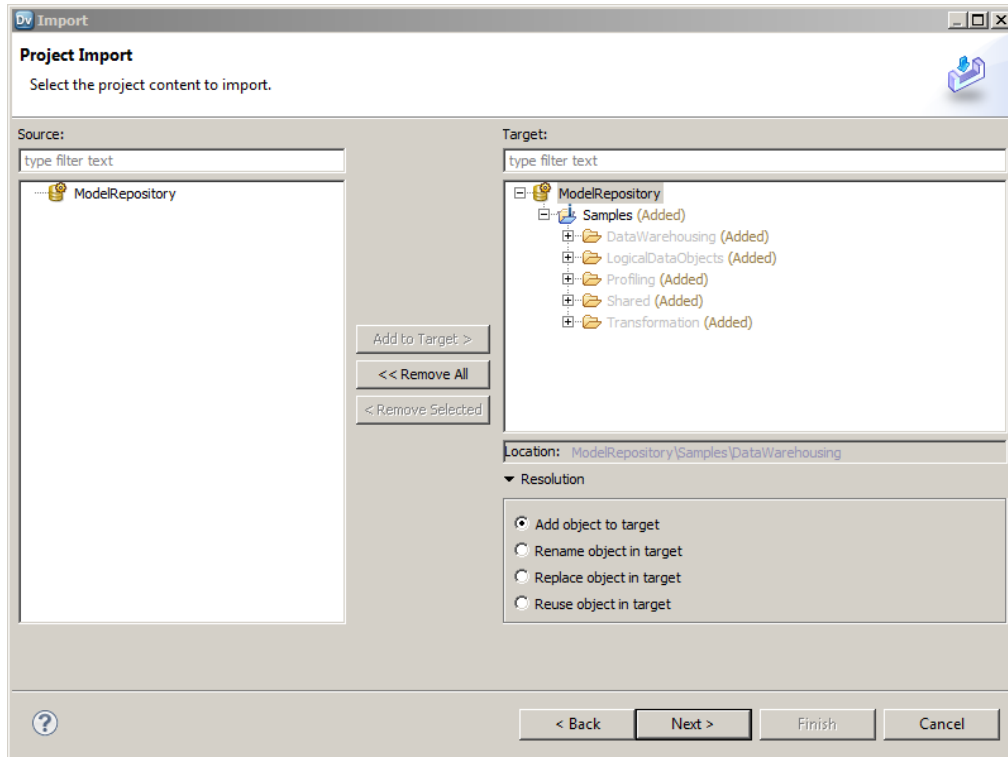 Dv Import
Project Import
Select the project content to import.
Source:
type filter text
ModelRepository
Add to Target >
<< Remove All
< Remove Selected
Target:
type filter text
ModelRepository
Samples (Added)
DataWarehousing (Added)
LogicalDataObjects (Added)
Profiling (Added)
Shared (Added)
Transformation (Added)
Location: ModelRepository\Samples\DataWarehousing
Resolution
Add object to target
Rename object in target
Replace object in target
Reuse object in target
?
< Back
Next >
Finish
Cancel